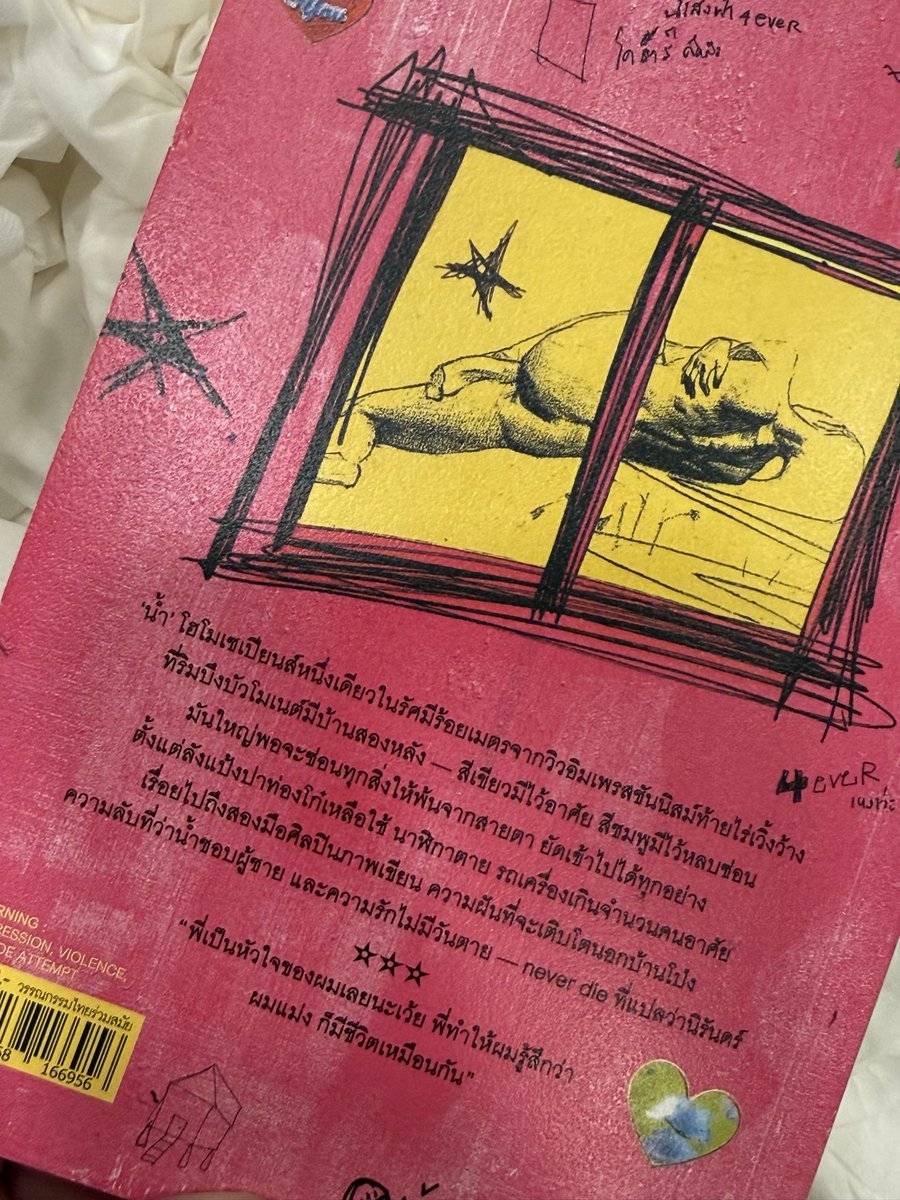 you
นำแสงฟ้า 4eveR
4eveR
'น้ำ' โฮโมเซเปียนส์หนึ่งเดียวในรัศมีร้อยเมตรจากวิวอิมเพรสชันนิสม์ท้ายไร่เวิ้งว้าง
ที่ริมบึงบัวโมเนต์มีบ้านสองหลัง — สีเขียวมีไว้อาศัย สีชมพูมีไว้หลบซ่อน
มันใหญ่พอจะซ่อนทุกสิ่งให้พ้นจากสายตา ยัดเข้าไปได้ทุกอย่าง
ตั้งแต่ลังแป้งปาท่องโก๋เหลือใช้ นาฬิกาตาย รถเครื่องเกินจำนวนคนอาศัย
เรื่อยไปถึงสองมือศิลปินภาพเขียน ความฝันที่จะเติบโตนอกบ้านโป่ง
ความลับที่ว่าน้ำชอบผู้ชาย และความรักไม่มีวันตาย — never die ที่แปลว่านิรันดร์
"พี่เป็นหัวใจของผมเลยนะเว้ย พี่ทำให้ผมรู้สึกว่า
ผมแม่ง ก็มีชีวิตเหมือนกัน"
RNING :
RESSION, VIOLENCE,
DE ATTEMPT
วรรณกรรมไทยร่วมสมัย
166956